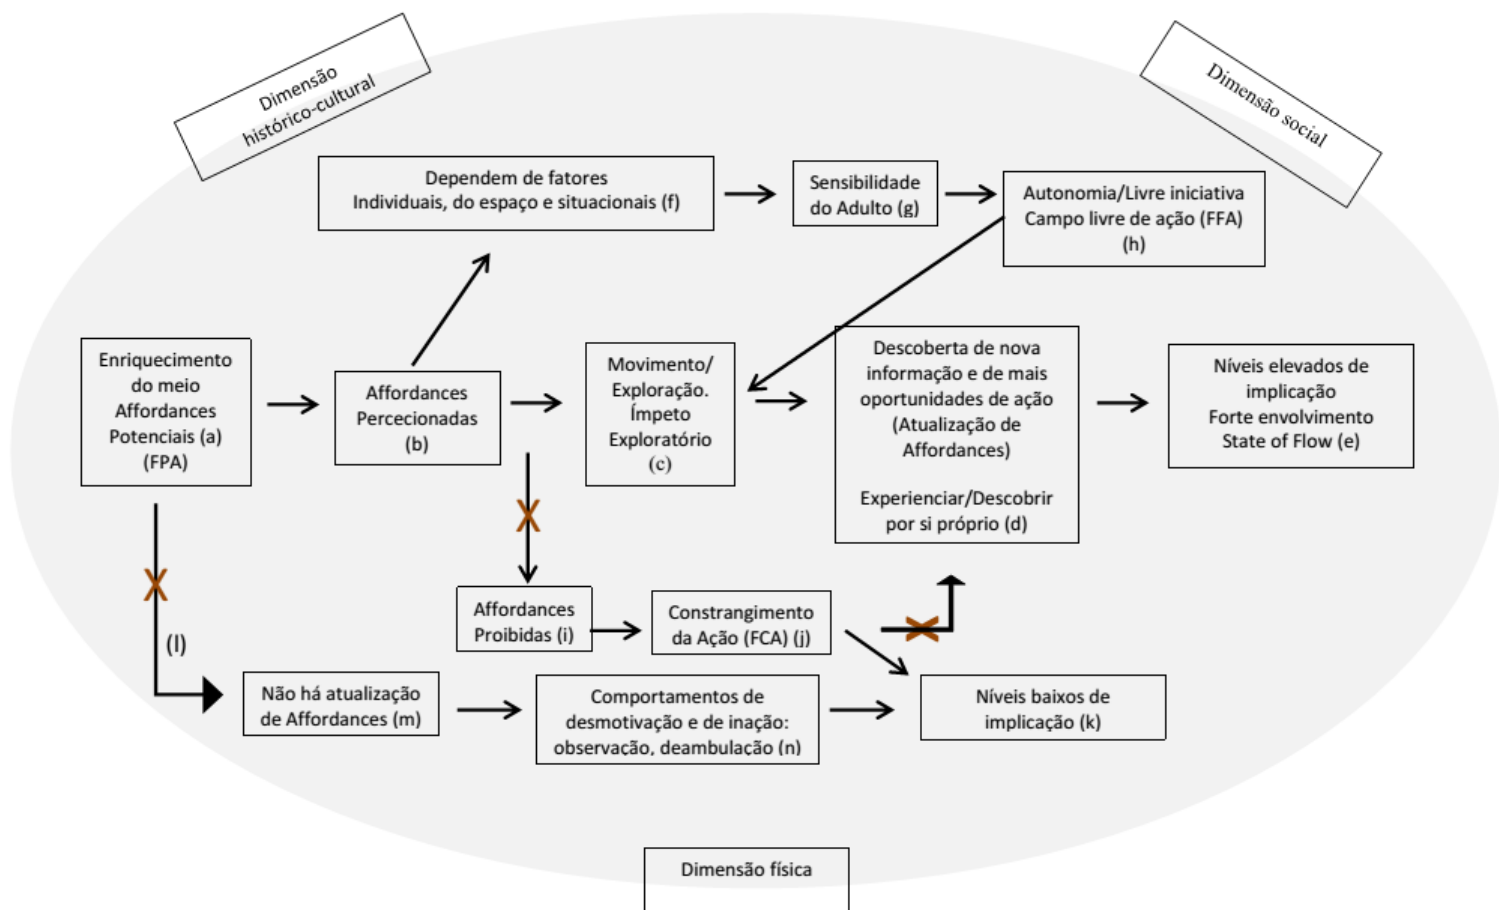 Dimensão
histórico-cultural
Dimensão social
Dependem de fatores
Individuais, do espaço e situacionais (f)
Sensibilidade
do Adulto (g)
Autonomia/Livre iniciativa
Campo livre de ação (FFA)
(h)
Enriquecimento
do meio
Affordances
Potenciais (a)
(FPA)
Affordances
Percecionadas
(b)
Movimento/
Exploração.
Ímpeto
Exploratório
(c)
Descoberta de nova
informação e de mais
oportunidades de ação
(Atualização de
Affordances)
Experienciar/Descobrir
por si próprio (d)
Níveis elevados de
implicação
Forte envolvimento
State of Flow (e)
Affordances
Proibidas (i)
Constrangimento
da Ação (FCA) (j)
(l)
Não há atualização
de Affordances (m)
Comportamentos de
desmotivação e de inação:
observação, deambulação (n)
Níveis baixos de
implicação (k)
Dimensão física